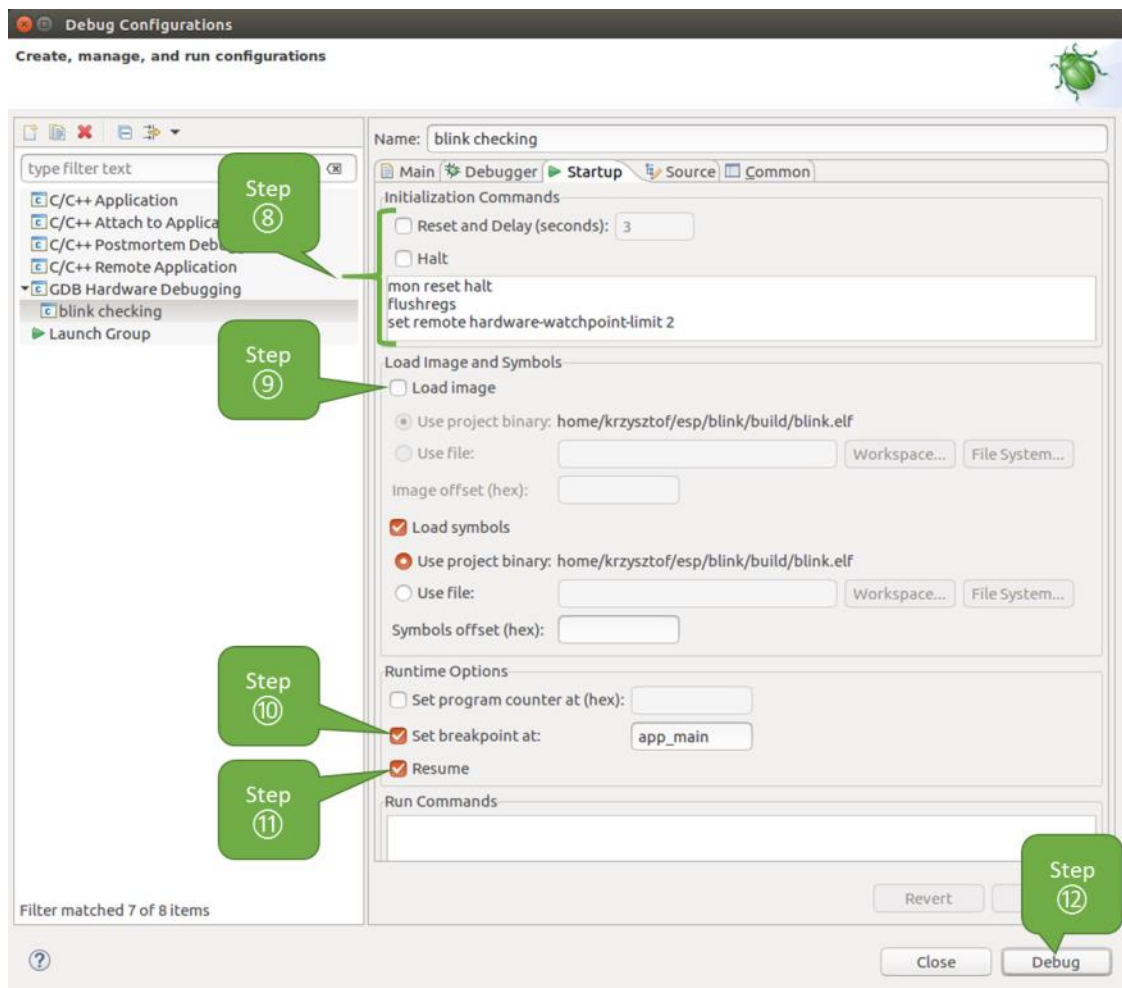 Debug Configurations
Create, manage, and run configurations
type filter text
C/C++ Application
C/C++ Attach to Applica
C/C++ Postmortem Debu
C/C++ Remote Application
GDB Hardware Debugging
blink checking
Launch Group
Filter matched 7 of 8 items
Step
⑧
Step
⑨
Step
⑩
Step
⑪
Name: blink checking
Main Debugger Startup Source Common
Initialization Commands
Reset and Delay (seconds): 3
Halt
mon reset halt
flushregs
set remote hardware-watchpoint-limit 2
Load Image and Symbols
Load image
Use project binary: home/krzysztof/esp/blink/build/blink.elf
Use file: Workspace... File System...
Image offset (hex):
Load symbols
Use project binary: home/krzysztof/esp/blink/build/blink.elf
Use file: Workspace... File System...
Symbols offset (hex):
Runtime Options
Set program counter at (hex):
Set breakpoint at: app_main
Resume
Run Commands
Step
⑫
Revert
Close Debug